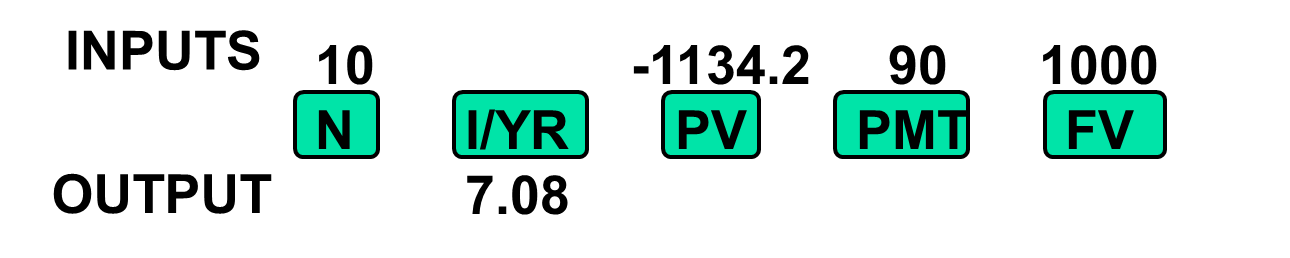 INPUTS 10 -1134.2 90 1000
N I/YR PV PMT FV
OUTPUT 7.08